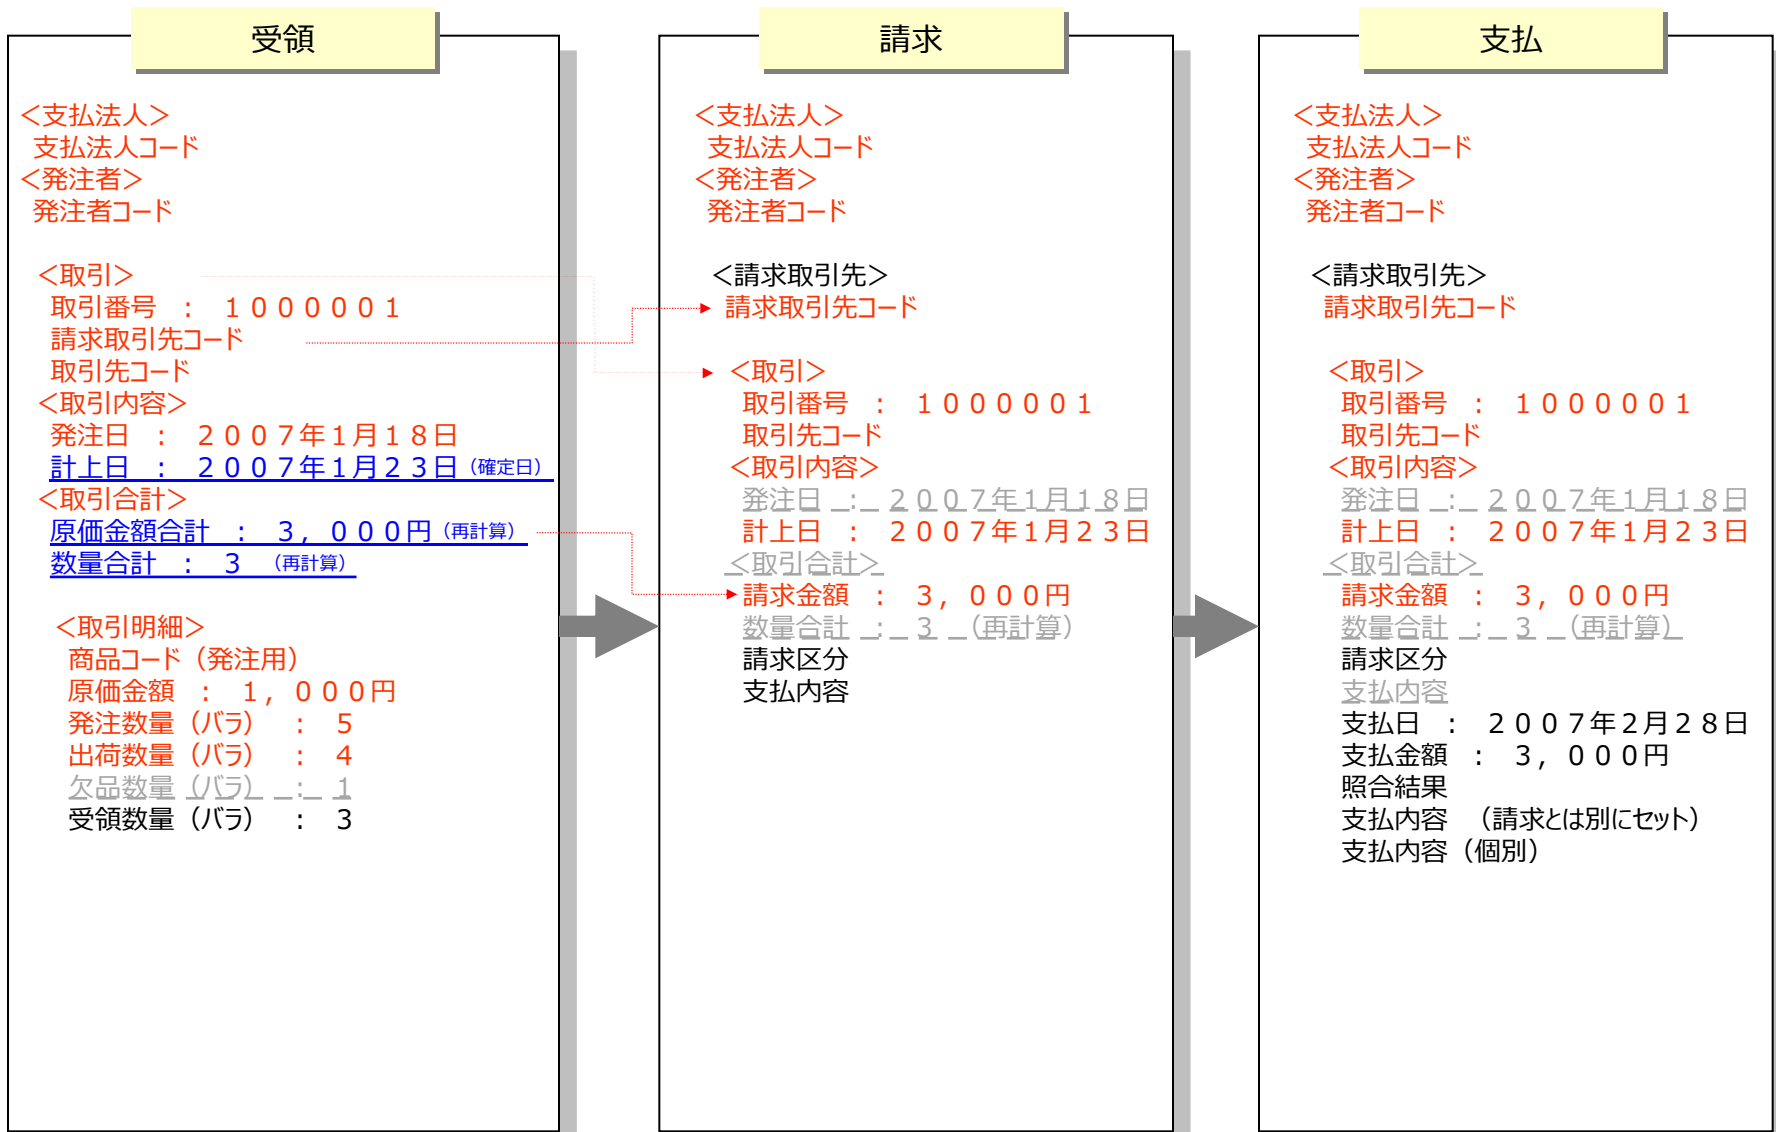 受領
＜支払法人＞
支払法人コード
＜発注者＞
発注者コード
＜取引＞
取引番号　：　１０００００１
請求取引先コード
取引先コード
＜取引内容＞
発注日　：　２００７年１月１８日
計上日　：　２００７年１月２３日（確定日）
＜取引合計＞
原価金額合計　：　３，０００円（再計算）
数量合計　：　３　（再計算）
＜取引明細＞
商品コード（発注用）
原価金額　：　１，０００円
発注数量（バラ）　：　５
出荷数量（バラ）　：　４
欠品数量（バラ）　：　１
受領数量（バラ）　：　３
請求
＜支払法人＞
支払法人コード
＜発注者＞
発注者コード
＜請求取引先＞
請求取引先コード
＜取引＞
取引番号　：　１０００００１
取引先コード
＜取引内容＞
発注日　：　２００７年１月１８日
計上日　：　２００７年１月２３日
＜取引合計＞
請求金額　：　３，０００円
数量合計　：　３　（再計算）
請求区分
支払内容
支払
＜支払法人＞
支払法人コード
＜発注者＞
発注者コード
＜請求取引先＞
請求取引先コード
＜取引＞
取引番号　：　１０００００１
取引先コード
＜取引内容＞
発注日　：　２００７年１月１８日
計上日　：　２００７年１月２３日
＜取引合計＞
請求金額　：　３，０００円
数量合計　：　３　（再計算）
請求区分
支払内容
支払日　：　２００７年２月２８日
支払金額　：　３，０００円
照合結果
支払内容　（請求とは別にセット）
支払内容（個別）